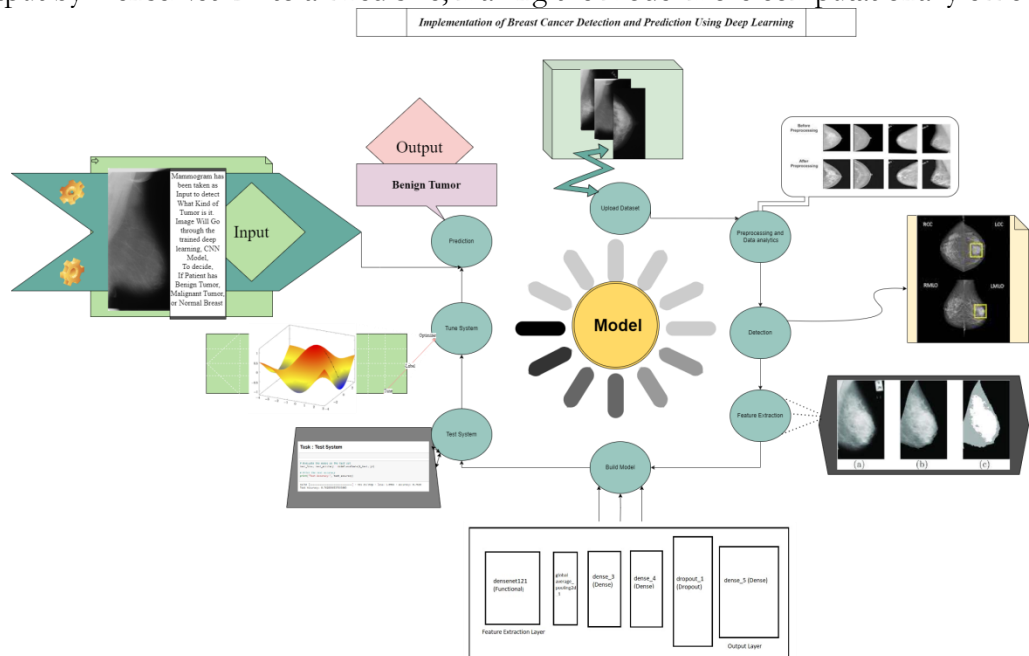 Implementation of Breast Cancer Detection and Prediction Using Deep Learning
Before
Preprocessing
After
Preprocessing
Output
Benign Tumor
Mammogram has
been taken as
Input to detect
What Kind of
Tumor is it.
Image Will Go
through the
trained deep
learning, CNN
Model,
To decide,
If Patient has
Benign Tumor,
Malignant Tumor,
or Normal Breast
Input
Prediction
Upload Dataset
Preprocessing and
Data analytics
RCC
LCC
RMLO
LMLO
Model
Tune System
Detection
Feature Extraction
(a)
(b)
(c)
Test System
Task : Test System
Build Model
densenet121
(Functional)
global
average_
pooling2d
dense_3
(Dense)
dense_4
(Dense)
dropout_1
(Dropout)
dense_5 (Dense)
Feature Extraction Layer
Output Layer